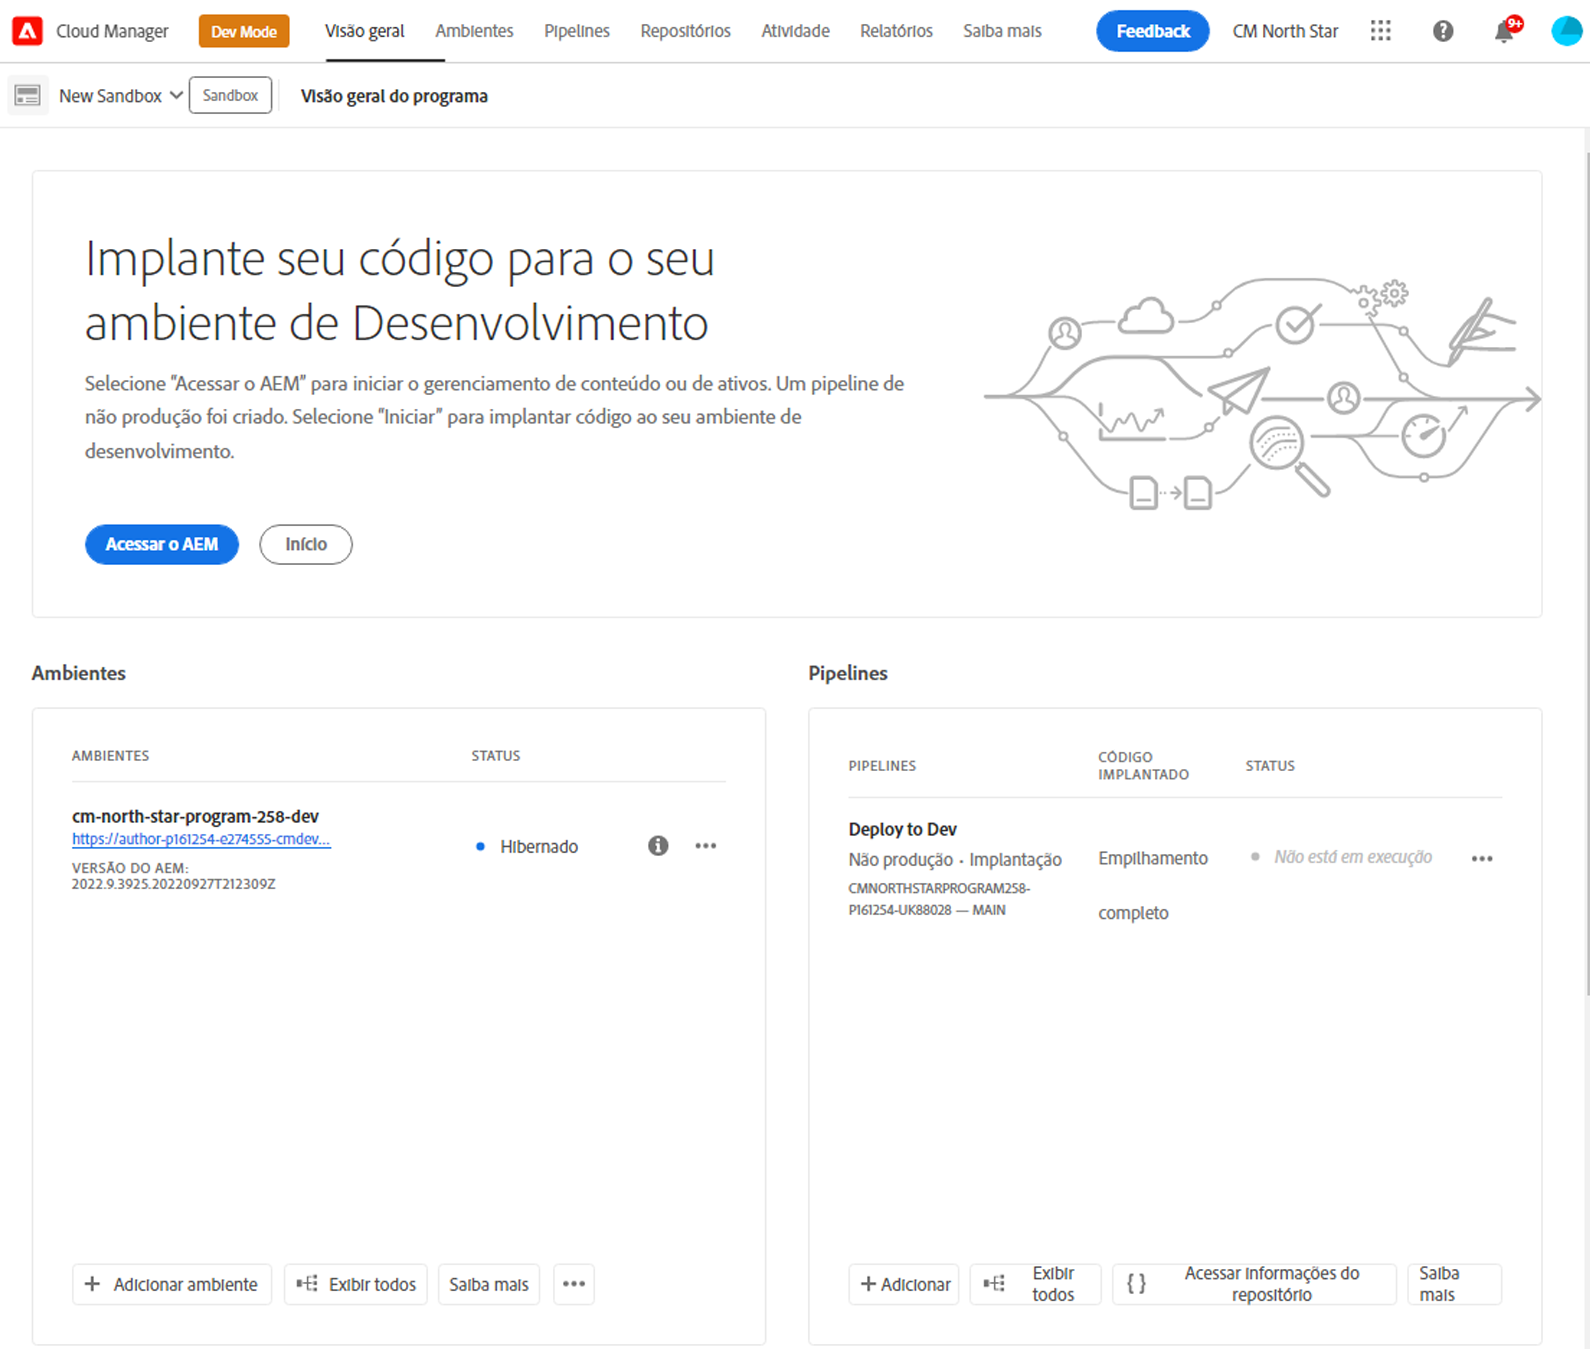 Cloud Manager
Dev Mode
Visão geral
Ambientes
Pipelines
Repositórios
Atividade
Relatórios
Saiba mais
Feedback
CM North Star
9+
New Sandbox
Sandbox
Visão geral do programa
Implante seu código para o seu
ambiente de Desenvolvimento
Selecione “Acessar o AEM” para iniciar o gerenciamento de conteúdo ou de ativos. Um pipeline de
não produção foi criado. Selecione “Iniciar” para implantar código ao seu ambiente de
desenvolvimento.
Acessar o AEM
Início
Ambientes
AMBIENTES
STATUS
cm-north-star-program-258-dev
https://author-p161254-e274555-cmdev...
VERSÃO DO AEM:
2022.9.3925.20220927T212309Z
Hibernado
+ Adicionar ambiente
Exibir todos
Saiba mais
Pipelines
PIPELINES
CÓDIGO
IMPLANTADO
STATUS
Deploy to Dev
Não produção · Implantação
CMNORTHSTARPROGRAM258-
P161254-UK88028 — MAIN
Empilhamento
completo
Não está em execução
+ Adicionar
Exibir
todos
{ }
Acessar informações do
repositório
Saiba
mais